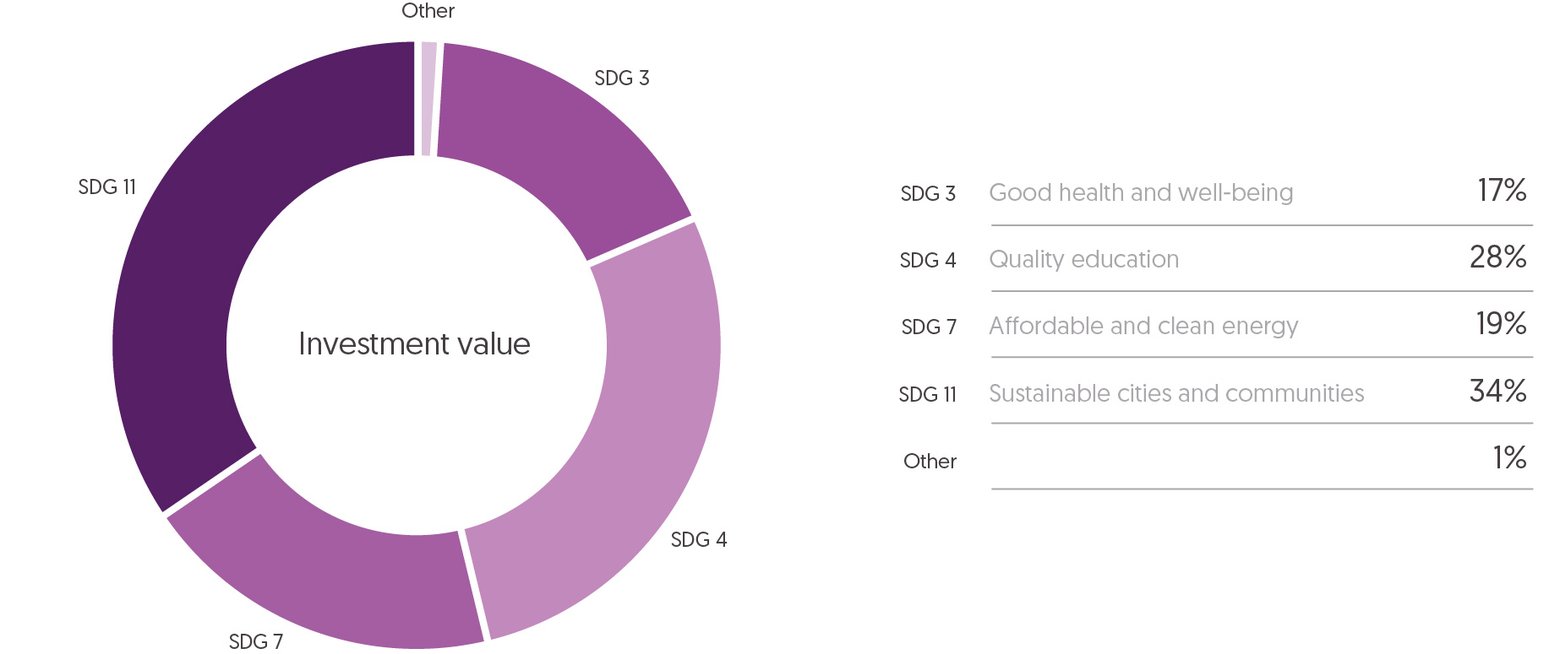 Other
SDG 3
SDG 11
Investment value
SDG 4
SDG 7
SDG 3 Good health and well-being 17%
SDG 4 Quality education 28%
SDG 7 Affordable and clean energy 19%
SDG 11 Sustainable cities and communities 34%
Other 1%